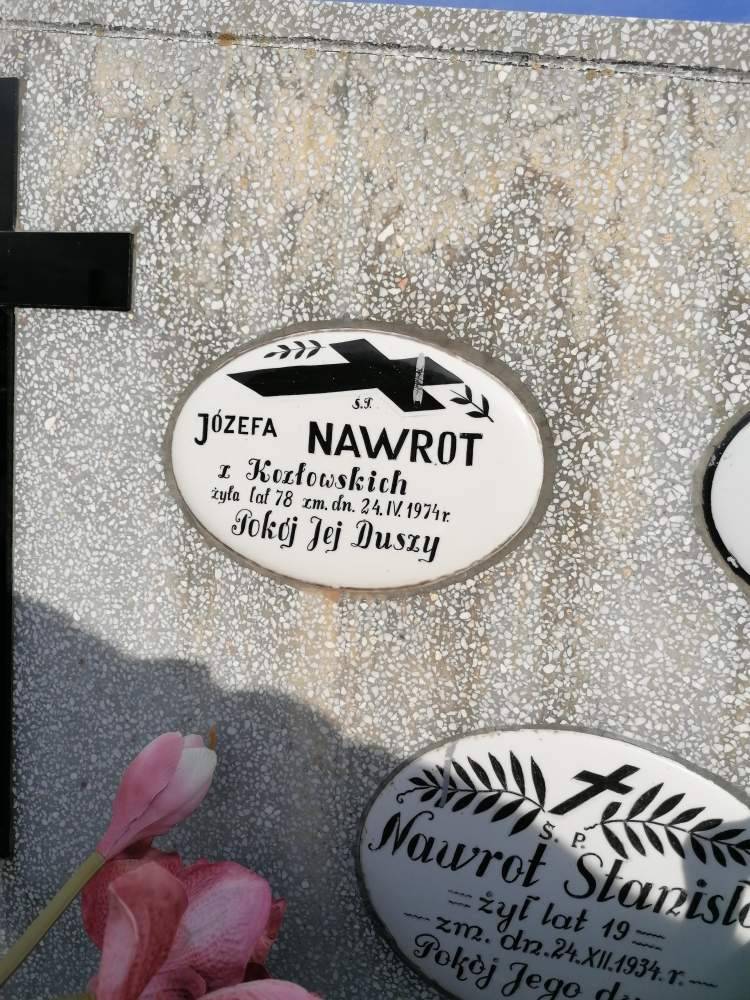 Ś.P.
JÓZEFA NAWROT
z Kozłowskich
żyła lat 78 zm. dn. 24. IV. 1974 r.
Pokój Jej Duszy
Ś. P.
Nawrot
żył lat 19
zm. dn. 24. XII. 1934. r.
Pokój Jego